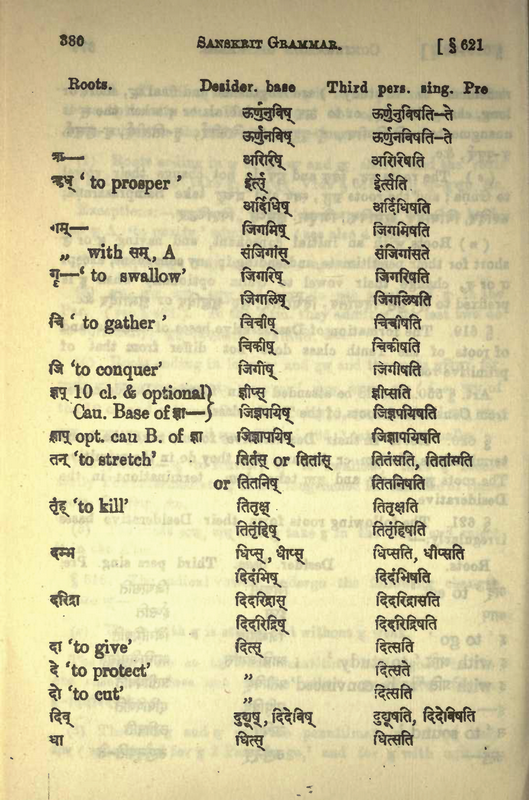 380 SANSKRIT GRAMMAR. [ § 621
Roots. Desider. base Third pers. sing. Pre
ऊर्णुनुविष् ऊर्णुनुविषति-ते
ऊर्णुनविष् ऊर्णुनविषति-ते
ऋ— अरिरिष् अरिरिषति
ऋध् ‘ to prosper ’ ईर्त्स् ईर्त्सति
अर्दिधिष् अर्दिधिषति
गम्— जिगमिष् जिगमिषति
„ with सम्, A संजिगांस् संजिगांसते
गॄ—‘ to swallow’ जिगरिष् जिगरिषति
जिगलिष् जिगलिषति
चि ‘ to gather ’ चिचीष् चिचीषति
चिकीष् चिकीषति
जि ‘to conquer’ जिगीष् जिगीषति
ज्ञप् 10 cl. & optional} ज्ञीप्स् ज्ञीप्सति
Cau. Base of ज्ञा—} जिज्ञपयिष् जिज्ञपयिषति
ज्ञाप् opt. cau B. of ज्ञा जिज्ञापयिष् जिज्ञापयिषति
तन् ‘to stretch’ तितंस् or तितांस् तितंसति, तितांसति
or तितनिष् तितनिषति
तृंह् ‘to kill’ तितृक्ष् तितृक्षति
तितृंहिष् तितृंहिषति
दम्भ धिप्स्, धीप्स् धिप्सति, धीप्सति
दिदंभिष् दिदंभिषति
दरिद्रा दिदरिद्रास् दिदरिद्रासति
दिदरिद्रिष् दिदरिद्रिषति
दा ‘to give’ दित्स् दित्सति
दे ‘to protect’ „ दित्सते
दो ‘to cut’ „ दित्सति
दिव् दुद्यूष्, दिदेविष् दुद्यूषति, दिदेविषति
धा धित्स् धित्सति